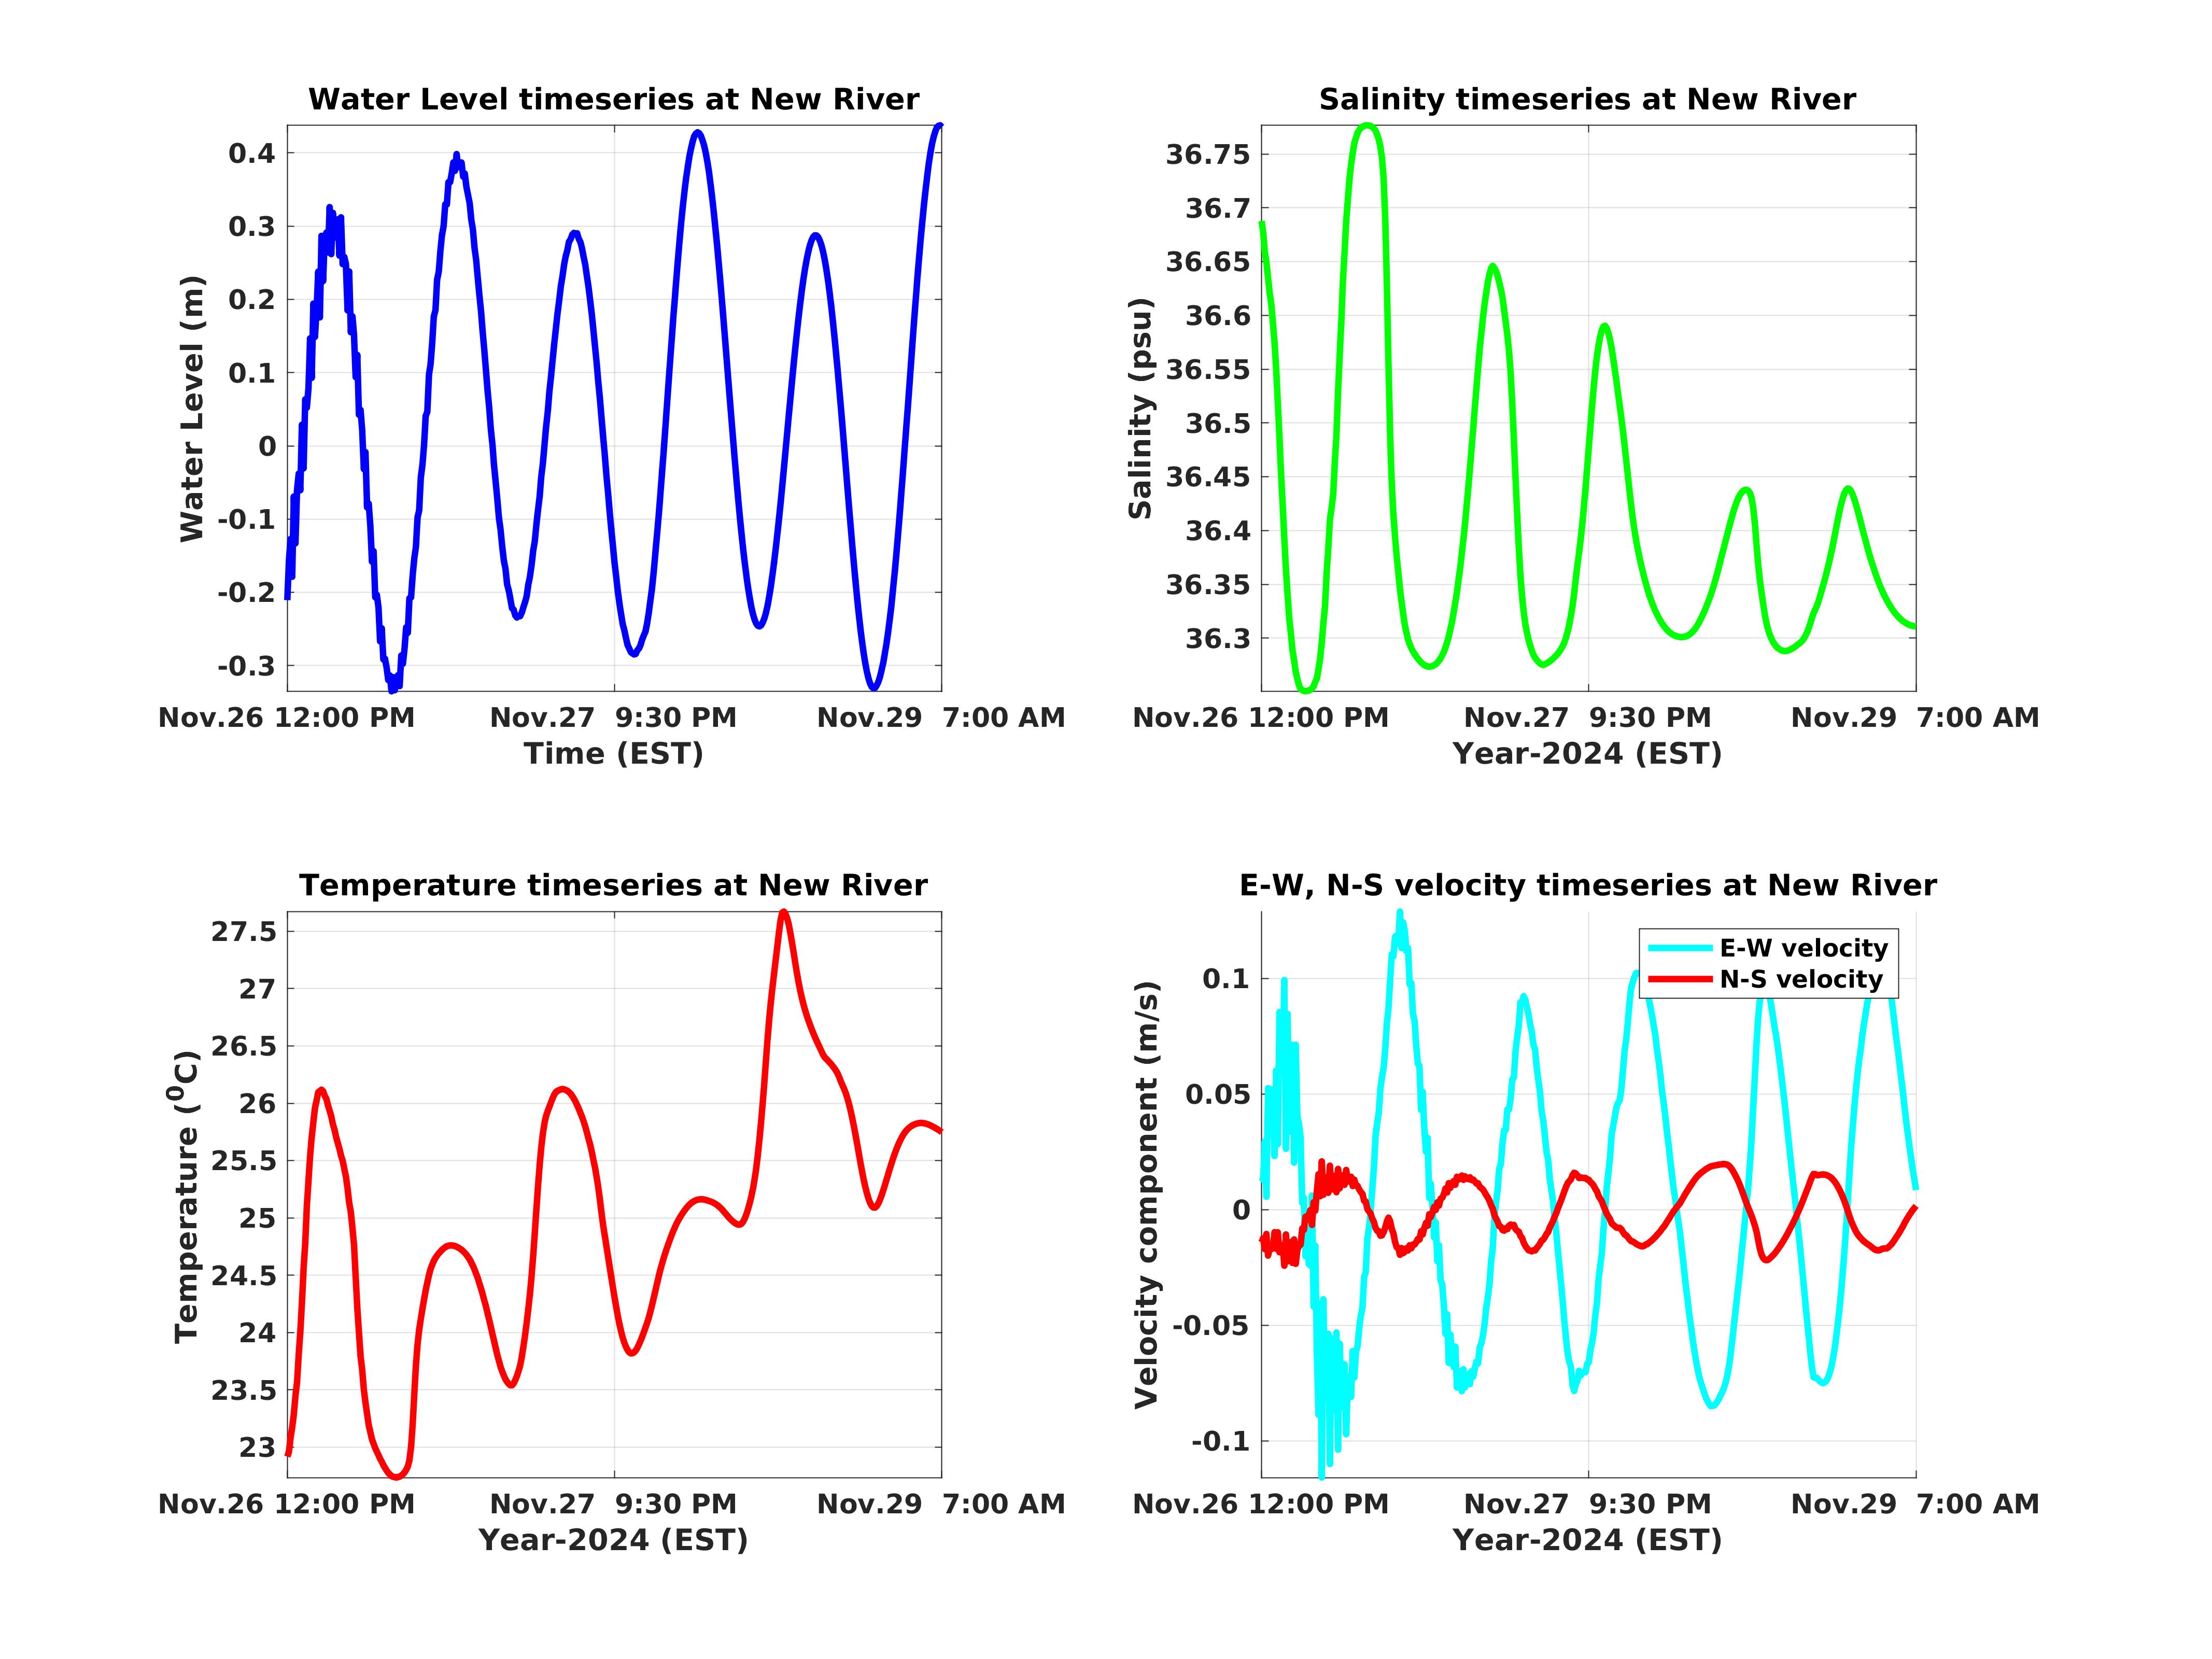 Water Level timeseries at New River
Water Level (m)
0.4
0.3
0.2
0.1
0
-0.1
-0.2
-0.3
Nov.26 12:00 PM
Nov.27 9:30 PM
Nov.29 7:00 AM
Time (EST)
Salinity timeseries at New River
Salinity (psu)
36.75
36.7
36.65
36.6
36.55
36.5
36.45
36.4
36.35
36.3
Nov.26 12:00 PM
Nov.27 9:30 PM
Nov.29 7:00 AM
Year-2024 (EST)
Temperature timeseries at New River
Temperature (⁰C)
27.5
27
26.5
26
25.5
25
24.5
24
23.5
23
Nov.26 12:00 PM
Nov.27 9:30 PM
Nov.29 7:00 AM
Year-2024 (EST)
E-W, N-S velocity timeseries at New River
Velocity component (m/s)
0.1
0.05
0
-0.05
-0.1
E-W velocity
N-S velocity
Nov.26 12:00 PM
Nov.27 9:30 PM
Nov.29 7:00 AM
Year-2024 (EST)